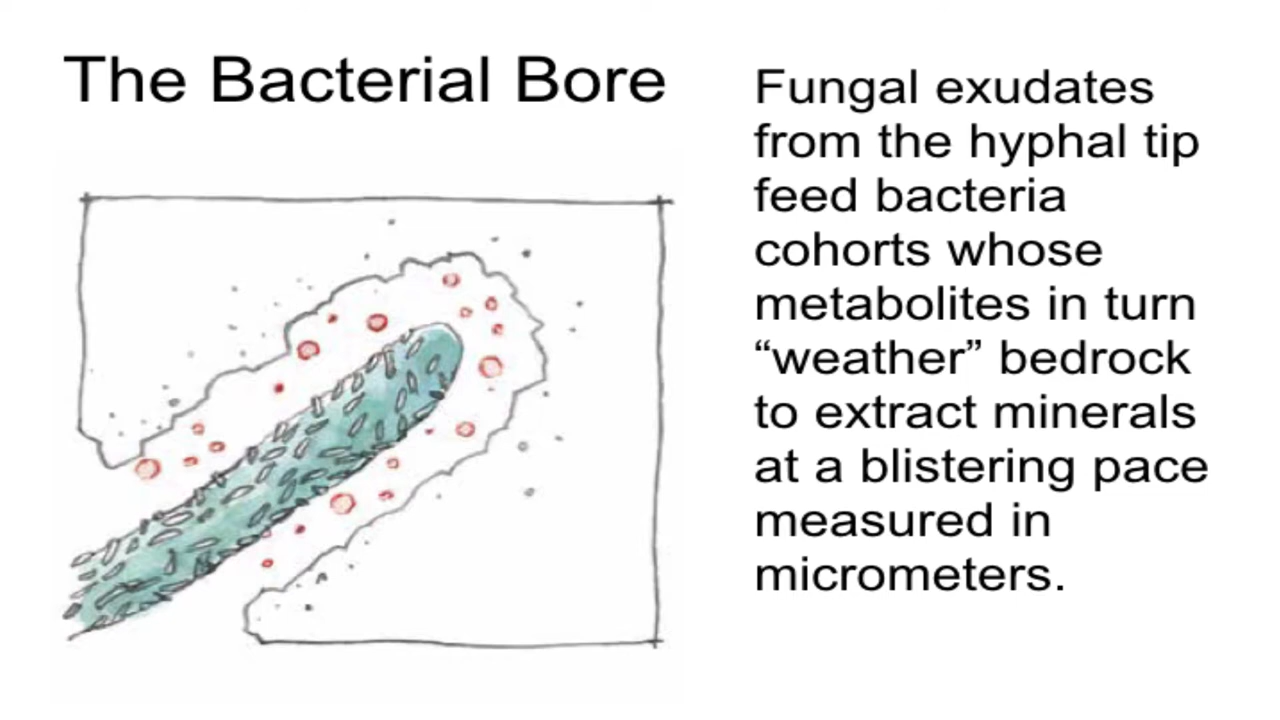 The Bacterial Bore
Fungal exudates
from the hyphal tip
feed bacteria
cohorts whose
metabolites in turn
“weather” bedrock
to extract minerals
at a blistering pace
measured in
micrometers.